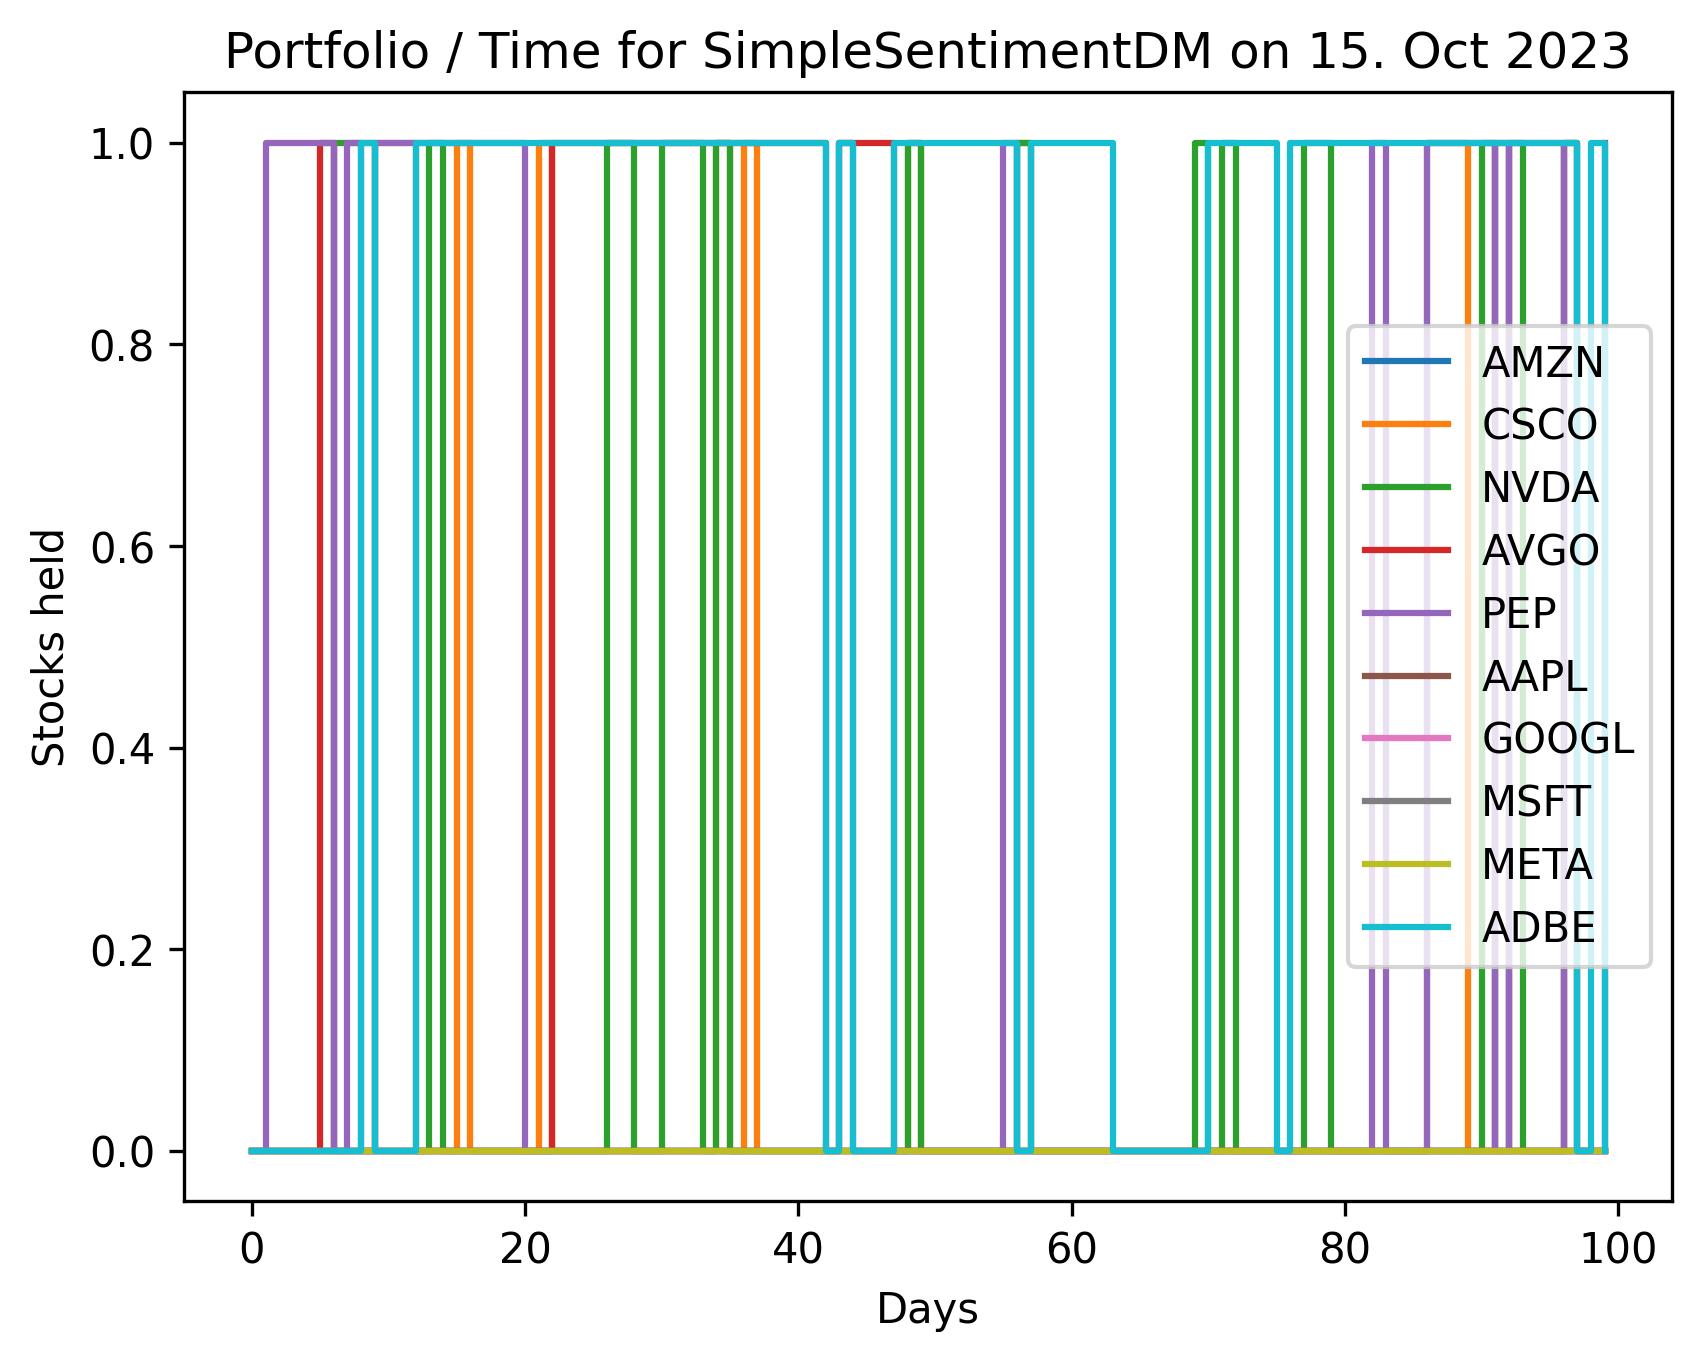 Portfolio / Time for SimpleSentimentDM on 15. Oct 2023
1.0
0.8
0.6
0.4
0.2
0.0
Stocks held
AMZN
CSCO
NVDA
AVGO
PEP
AAPL
GOOGL
MSFT
META
ADBE
0 20 40 60 80 100
Days